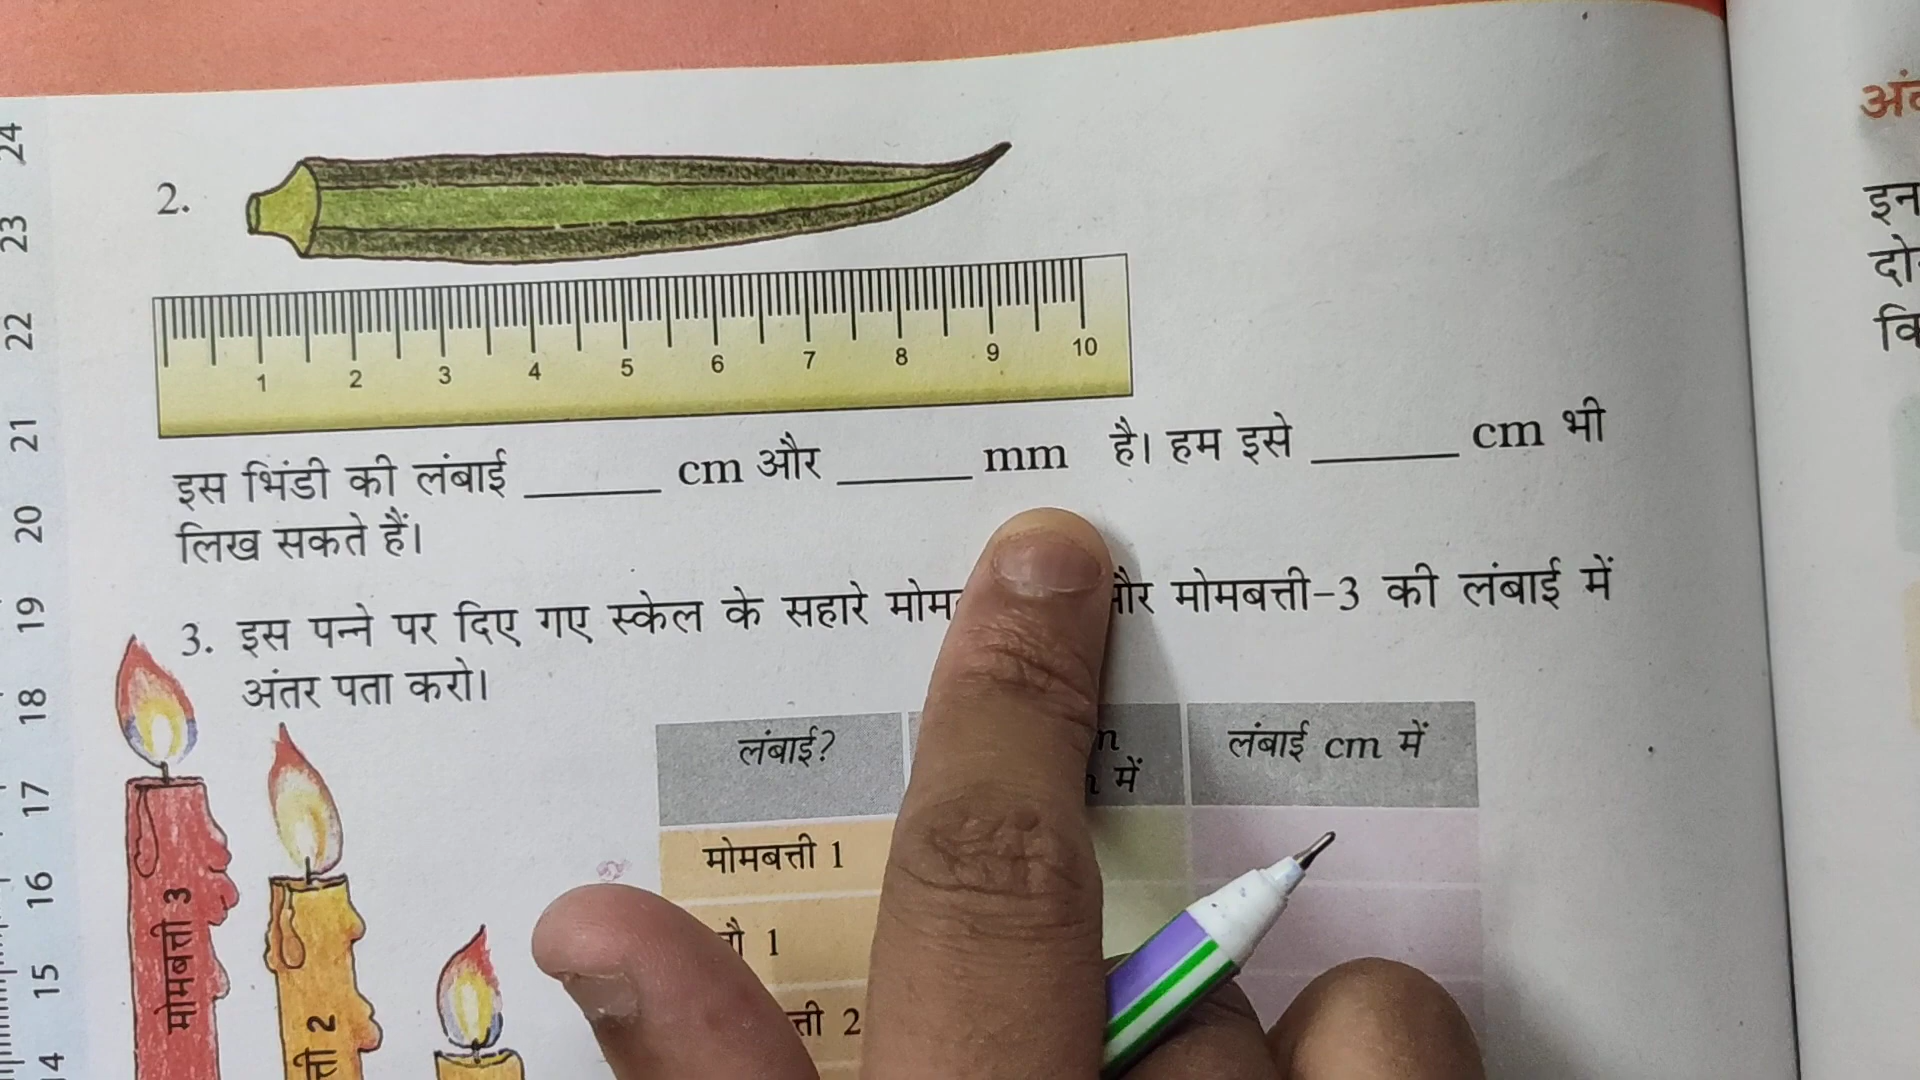 2.
1 2 3 4 5 6 7 8 9 10
इस भिंडी की लंबाई ______ cm और ______ mm है। हम इसे ______ cm भी
लिख सकते हैं।
3. इस पन्ने पर दिए गए स्केल के सहारे मोमबत्ती-3 की लंबाई में
अंतर पता करो।
लंबाई?
में
लंबाई cm में
मोमबत्ती 1
1
2
मोमबत्ती 3
2
24
23
22
21
20
19
18
17
16
15
14
इन